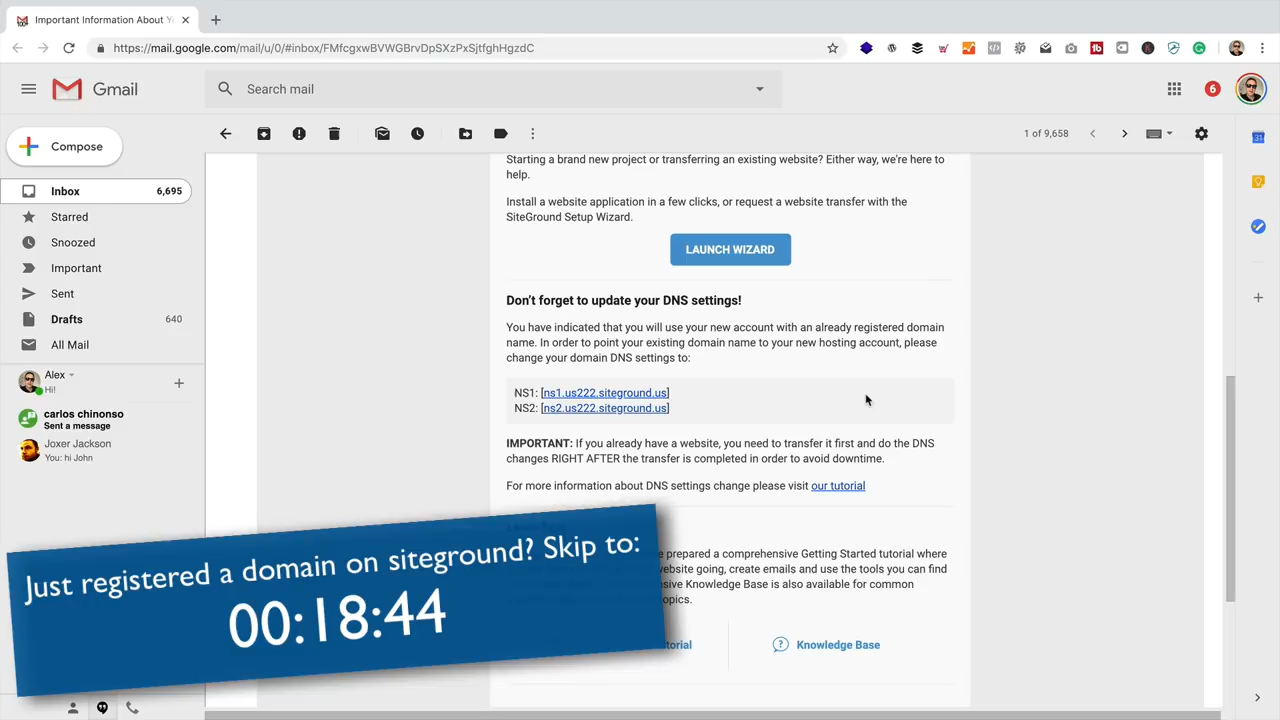 Important Information About Y
https://mail.google.com/mail/u/0/#inbox/FMfcgxwBVWGBrvDpSXzPxSjtfghHgzdC
Gmail
Search mail
6
Compose
1 of 9,658
31
Inbox 6,695
Starred
Snoozed
Important
Sent
Drafts 640
All Mail
Alex
Hi!
carlos chinonso
Sent a message
Joxer Jackson
You: hi John
Starting a brand new project or transferring an existing website? Either way, we're here to
help.
Install a website application in a few clicks, or request a website transfer with the
SiteGround Setup Wizard.
LAUNCH WIZARD
Don't forget to update your DNS settings!
You have indicated that you will use your new account with an already registered domain
name. In order to point your existing domain name to your new hosting account, please
change your domain DNS settings to:
NS1: [ns1.us222.siteground.us]
NS2: [ns2.us222.siteground.us]
IMPORTANT: If you already have a website, you need to transfer it first and do the DNS
changes RIGHT AFTER the transfer is completed in order to avoid downtime.
For more information about DNS settings change please visit our tutorial
prepared a comprehensive Getting Started tutorial where
website going, create emails and use the tools you can find
Knowledge Base is also available for common
Knowledge Base
Just registered a domain on siteground? Skip to:
00:18:44